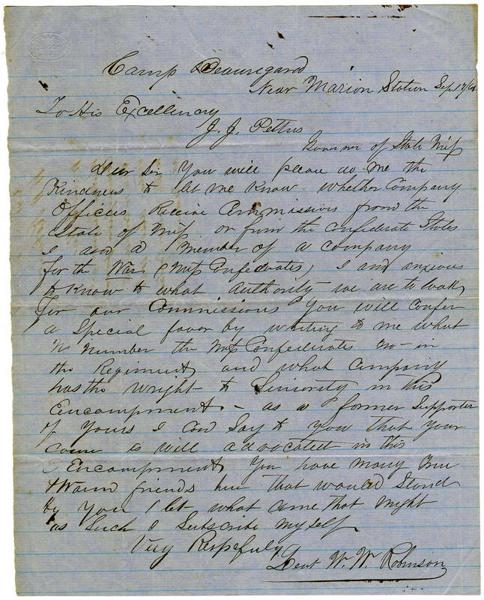 Camp Beauregard
Near Marion Station Sep 17/61
To His Excellency
J. J. Pettus
Governor of State Miss
Dear Sir You will please do me the
Kindness to let me know whether Company
Officers Receive Commissions from the
State of Miss or from the Confederate States
I am a member of a company
for the War (Miss Confederates) I am anxious
to know to what authority we are to look
for our Commissions You will confer
a Special favor by writing to me what
is number the Miss Confederates are in
the Regiment and what company
has the wright to Sinority in this
Encampment – as a former Supporter
of Yours I can Say to You that your
course is well advocated in this
Encampment You have many true
& Warm friends here that would Stand
by You let what come that might
as Such I Subscribe myself
Very Respefuly
Lieut W. W. Robinson